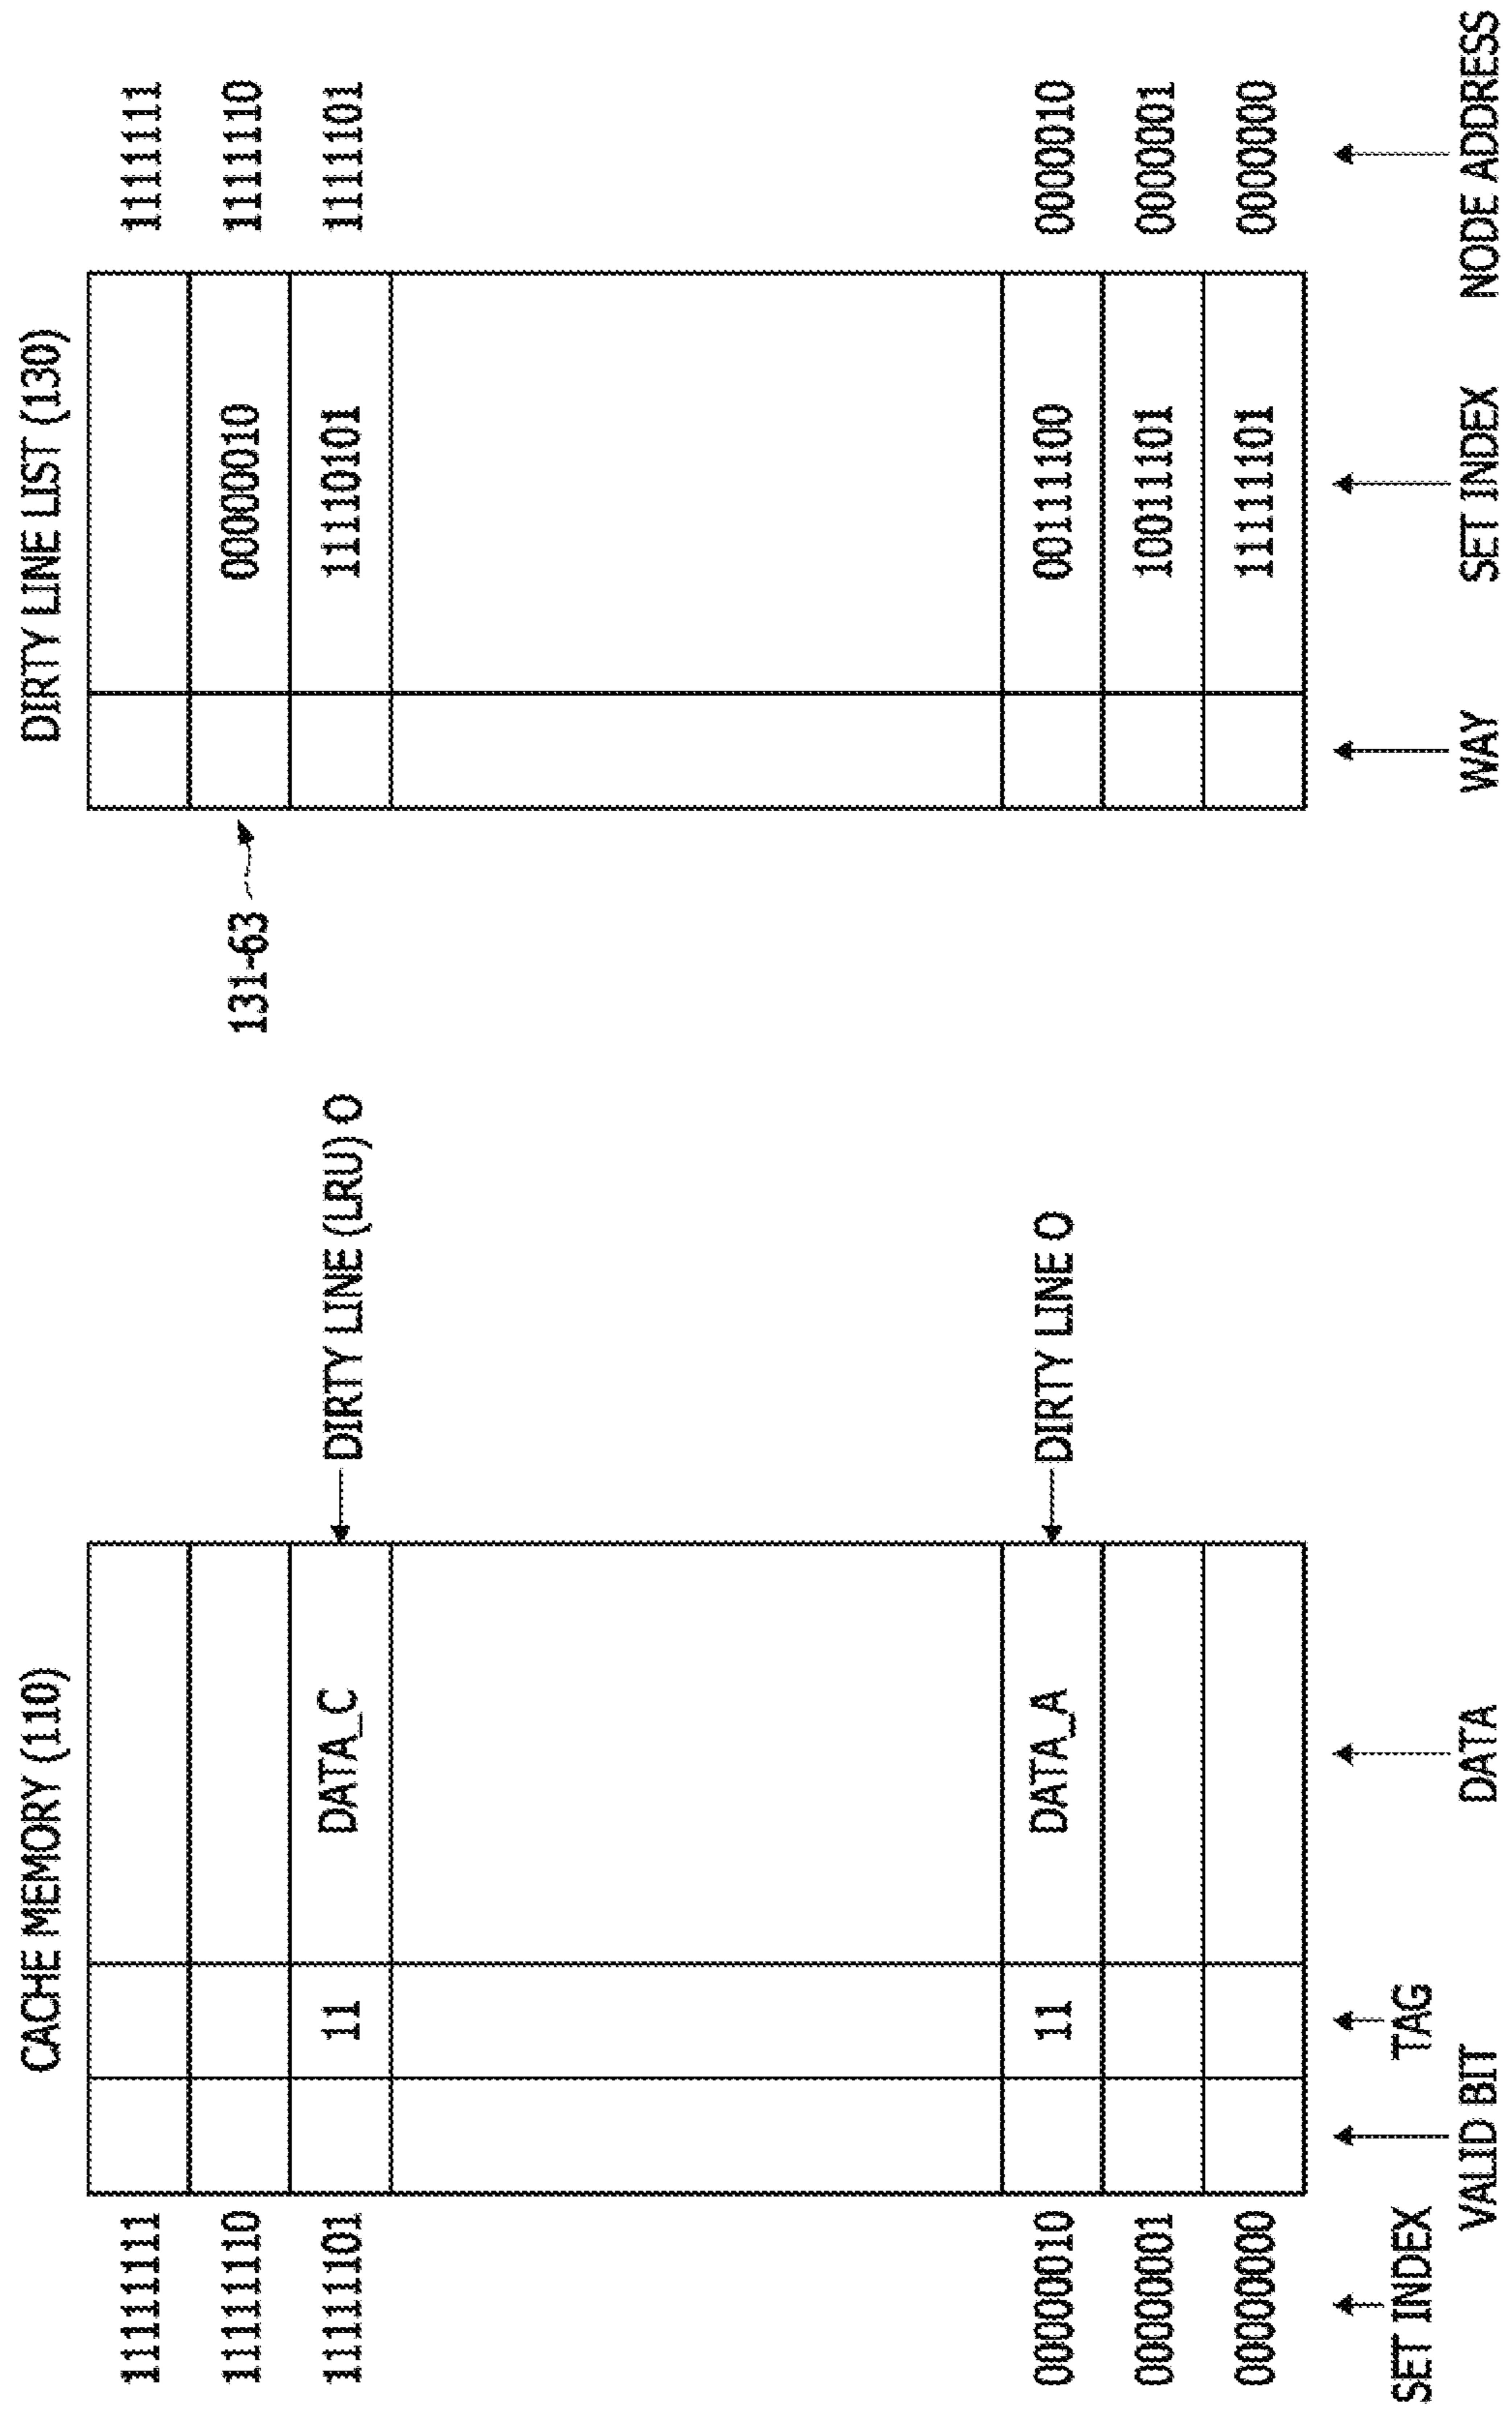 CACHE MEMORY (110)
DIRTY LINE LIST (130)
11111111
1111111
11111110
131-63
00000010
1111110
11111101
11
DATA_C
DIRTY LINE (LRU) O
11110101
1111101
00000010
11
DATA_A
DIRTY LINE O
00111100
0000010
00000001
10011101
0000001
00000000
11111101
0000000
SET INDEX
VALID BIT
TAG
DATA
WAY
SET INDEX
NODE ADDRESS